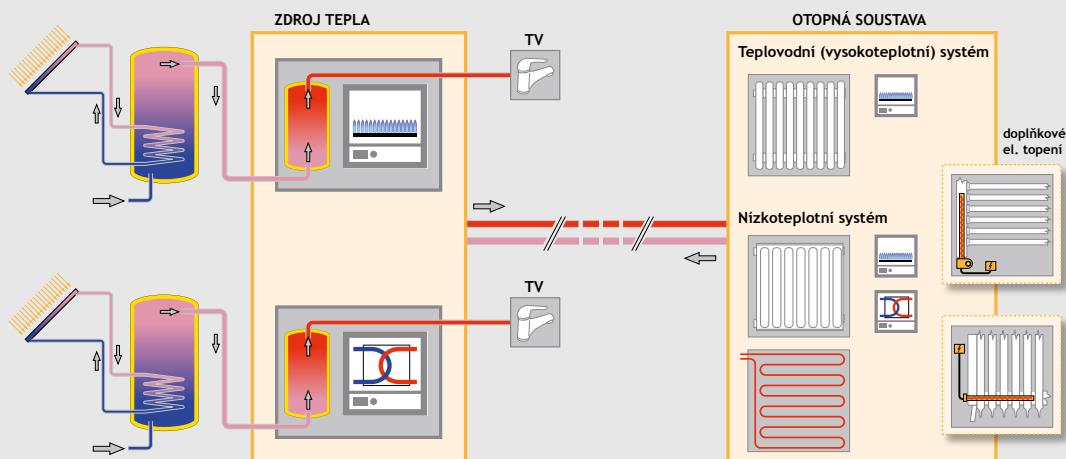 ZDROJ TEPLA
OTOPNÁ SOUSTAVA
TV
Teplovodní (vysokoteplotní) systém
doplňkové
el. topení
Nízkoteplotní systém
TV